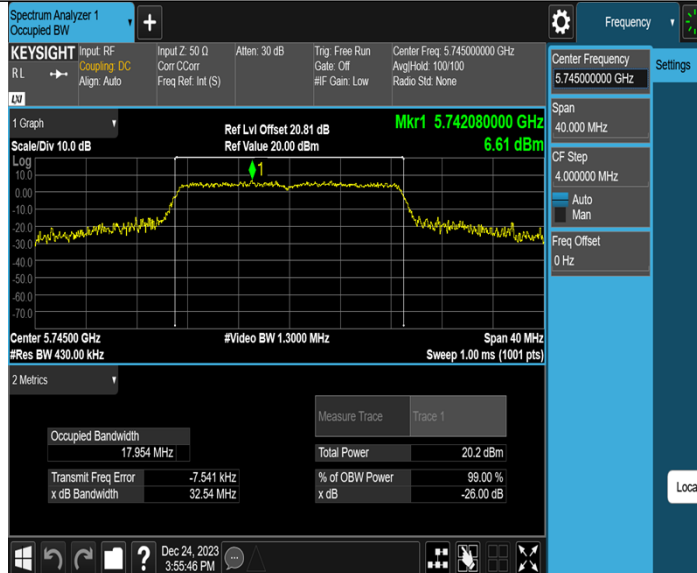 Spectrum Analyzer 1
Occupied BW
+
Frequency
KEYSIGHT
RL
LXI
Input: RF
Coupling: DC
Align: Auto
Input Z: 50 Ω
Corr CCorr
Freq Ref: Int (S)
Atten: 30 dB
Trig: Free Run
Gate: Off
#IF Gain: Low
Center Freq: 5.745000000 GHz
Avg|Hold: 100/100
Radio Std: None
Center Frequency
5.745000000 GHz
Settings
Span
40.000 MHz
CF Step
4.000000 MHz
Auto
Man
Freq Offset
0 Hz
Local
1 Graph
Scale/Div 10.0 dB
Ref Lvl Offset 20.81 dB
Ref Value 20.00 dBm
Mkr1 5.742080000 GHz
6.61 dBm
Log
10.0
0.00
-10.0
-20.0
-30.0
-40.0
-50.0
-60.0
-70.0
1
Center 5.74500 GHz
#Video BW 1.3000 MHz
Span 40 MHz
#Res BW 430.00 kHz
Sweep 1.00 ms (1001 pts)
2 Metrics
Measure Trace Trace 1
Occupied Bandwidth
17.954 MHz
Total Power 20.2 dBm
Transmit Freq Error -7.541 kHz
% of OBW Power 99.00 %
x dB Bandwidth 32.54 MHz
x dB -26.00 dB
?
Dec 24, 2023
3:55:46 PM